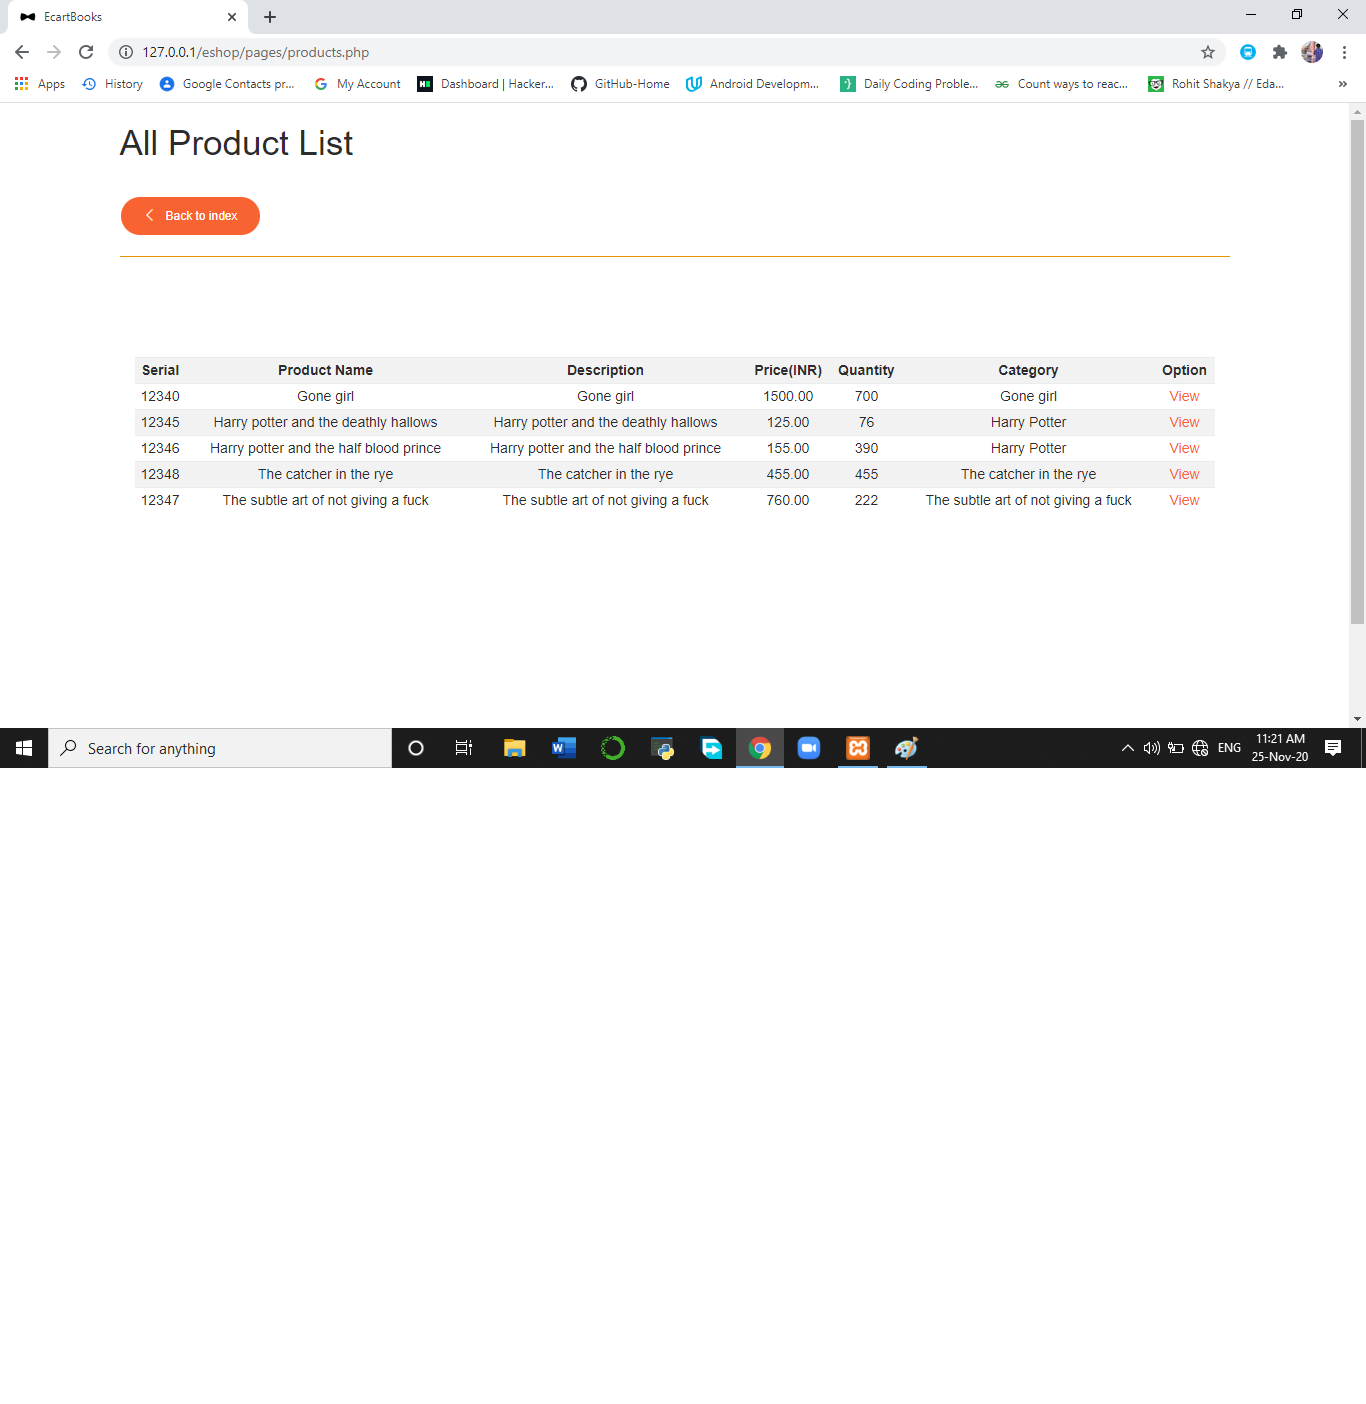 EcartBooks
127.0.0.1/eshop/pages/products.php
Apps History Google Contacts pr... My Account Dashboard | Hacker... GitHub-Home Android Developm... Daily Coding Proble... Count ways to reac... Rohit Shakya // Eda...
All Product List
Back to index
Serial Product Name Description Price(INR) Quantity Category Option
12340 Gone girl Gone girl 1500.00 700 Gone girl View
12345 Harry potter and the deathly hallows Harry potter and the deathly hallows 125.00 76 Harry Potter View
12346 Harry potter and the half blood prince Harry potter and the half blood prince 155.00 390 Harry Potter View
12348 The catcher in the rye The catcher in the rye 455.00 455 The catcher in the rye View
12347 The subtle art of not giving a fuck The subtle art of not giving a fuck 760.00 222 The subtle art of not giving a fuck View
Search for anything
ENG
11:21 AM
25-Nov-20